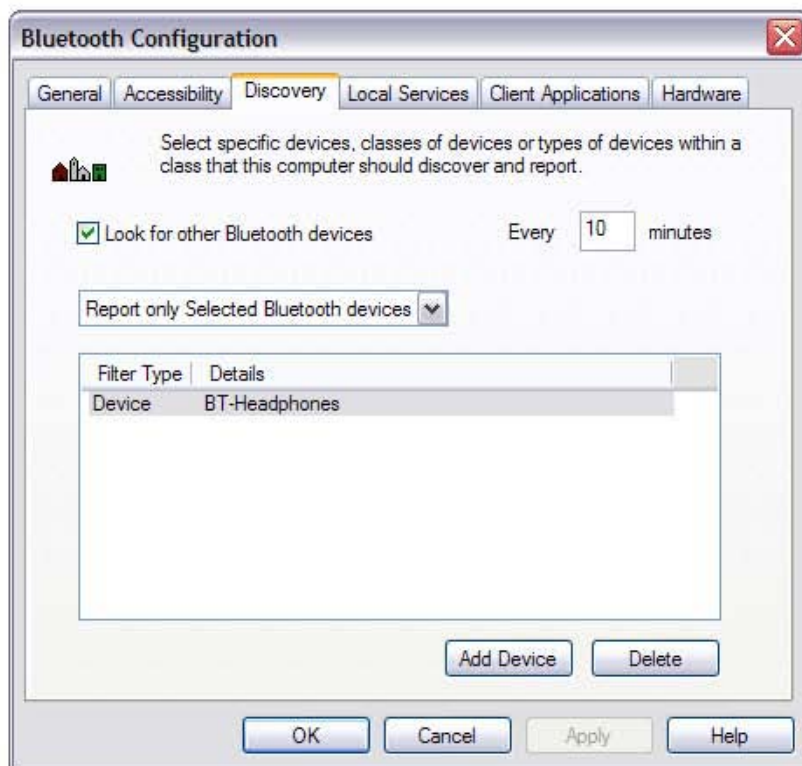 Bluetooth Configuration
General Accessibility Discovery Local Services Client Applications Hardware
Select specific devices, classes of devices or types of devices within a
class that this computer should discover and report.
Look for other Bluetooth devices Every 10 minutes
Report only Selected Bluetooth devices
Filter Type Details
Device BT-Headphones
Add Device Delete
OK Cancel Apply Help